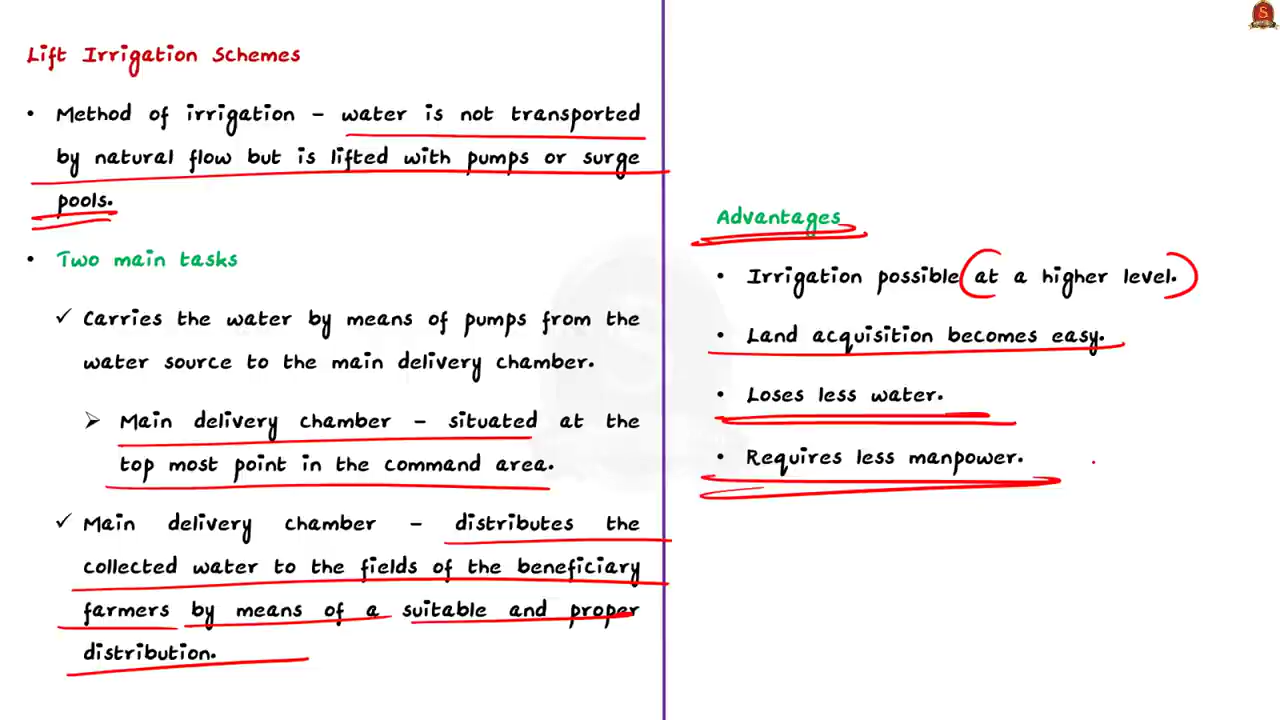 Lift Irrigation Schemes
• Method of irrigation – water is not transported
by natural flow but is lifted with pumps or surge
pools.
• Two main tasks
✓ Carries the water by means of pumps from the
water source to the main delivery chamber.
➢ Main delivery chamber – situated at the
top most point in the command area.
✓ Main delivery chamber – distributes the
collected water to the fields of the beneficiary
farmers by means of a suitable and proper
distribution.
Advantages
• Irrigation possible at a higher level.
• Land acquisition becomes easy.
• Loses less water.
• Requires less manpower.